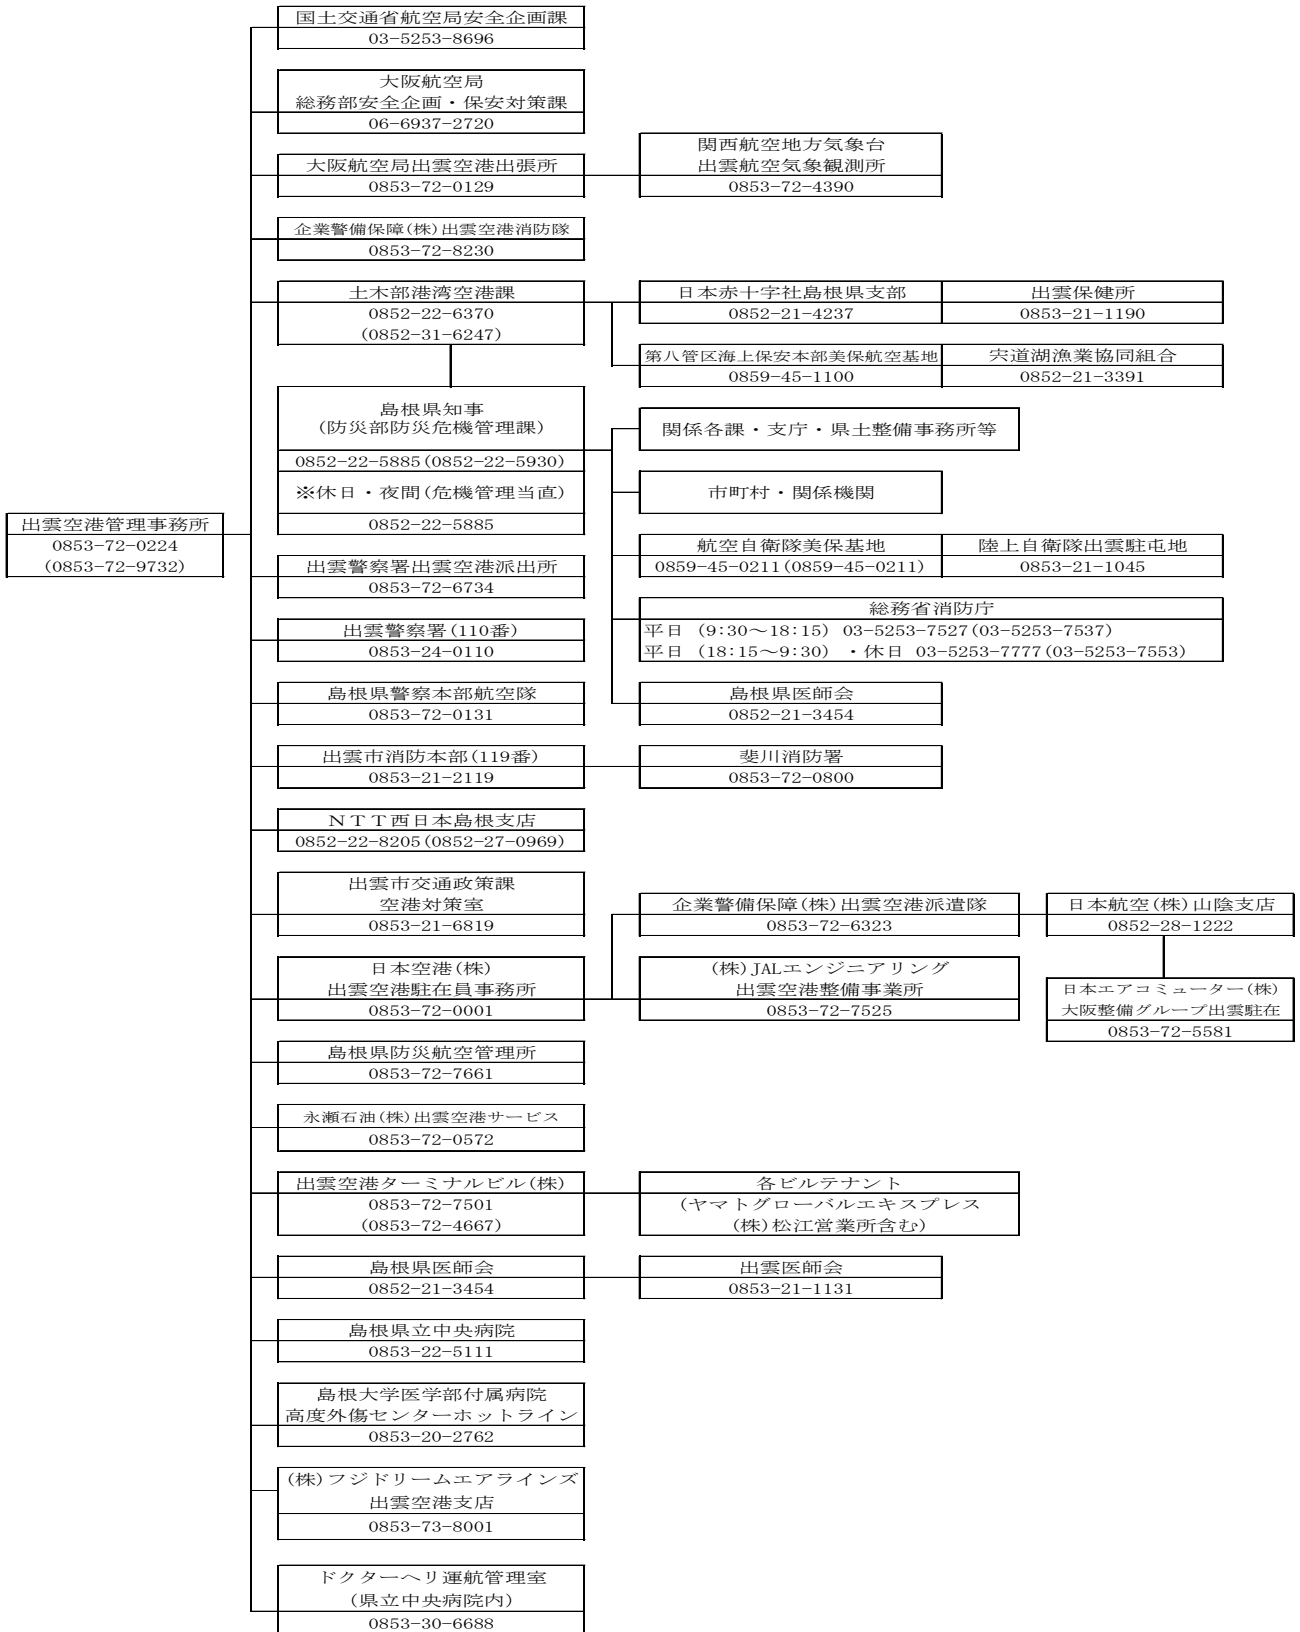 国土交通省航空局安全企画課
03-5253-8696
大阪航空局
総務部安全企画・保安対策課
06-6937-2720
大阪航空局出雲空港出張所
0853-72-0129
関西航空地方気象台
出雲航空気象観測所
0853-72-4390
企業警備保障(株)出雲空港消防隊
0853-72-8230
土木部港湾空港課
0852-22-6370
(0852-31-6247)
日本赤十字社島根県支部
0852-21-4237
出雲保健所
0853-21-1190
第八管区海上保安本部美保航空基地
0859-45-1100
宍道湖漁業協同組合
0852-21-3391
島根県知事
(防災部防災危機管理課)
0852-22-5885(0852-22-5930)
※休日・夜間(危機管理当直)
0852-22-5885
関係各課・支庁・県土整備事務所等
市町村・関係機関
出雲空港管理事務所
0853-72-0224
(0853-72-9732)
航空自衛隊美保基地
0859-45-0211(0859-45-0211)
陸上自衛隊出雲駐屯地
0853-21-1045
出雲警察署出雲空港派出所
0853-72-6734
総務省消防庁
平日 (9:30～18:15) 03-5253-7527(03-5253-7537)
平日 (18:15～9:30) ・休日 03-5253-7777(03-5253-7553)
出雲警察署(110番)
0853-24-0110
島根県警察本部航空隊
0853-72-0131
島根県医師会
0852-21-3454
出雲市消防本部(119番)
0853-21-2119
斐川消防署
0853-72-0800
ＮＴＴ西日本島根支店
0852-22-8205(0852-27-0969)
出雲市交通政策課
空港対策室
0853-21-6819
企業警備保障(株)出雲空港派遣隊
0853-72-6323
日本航空(株)山陰支店
0852-28-1222
日本空港(株)
出雲空港駐在員事務所
0853-72-0001
(株)JALエンジニアリング
出雲空港整備事業所
0853-72-7525
日本エアコミューター(株)
大阪整備グループ出雲駐在
0853-72-5581
島根県防災航空管理所
0853-72-7661
永瀬石油(株)出雲空港サービス
0853-72-0572
出雲空港ターミナルビル(株)
0853-72-7501
(0853-72-4667)
各ビルテナント
(ヤマトグローバルエキスプレス
(株)松江営業所含む)
島根県医師会
0852-21-3454
出雲医師会
0853-21-1131
島根県立中央病院
0853-22-5111
島根大学医学部付属病院
高度外傷センターホットライン
0853-20-2762
(株)フジドリームエアラインズ
出雲空港支店
0853-73-8001
ドクターヘリ運航管理室
(県立中央病院内)
0853-30-6688